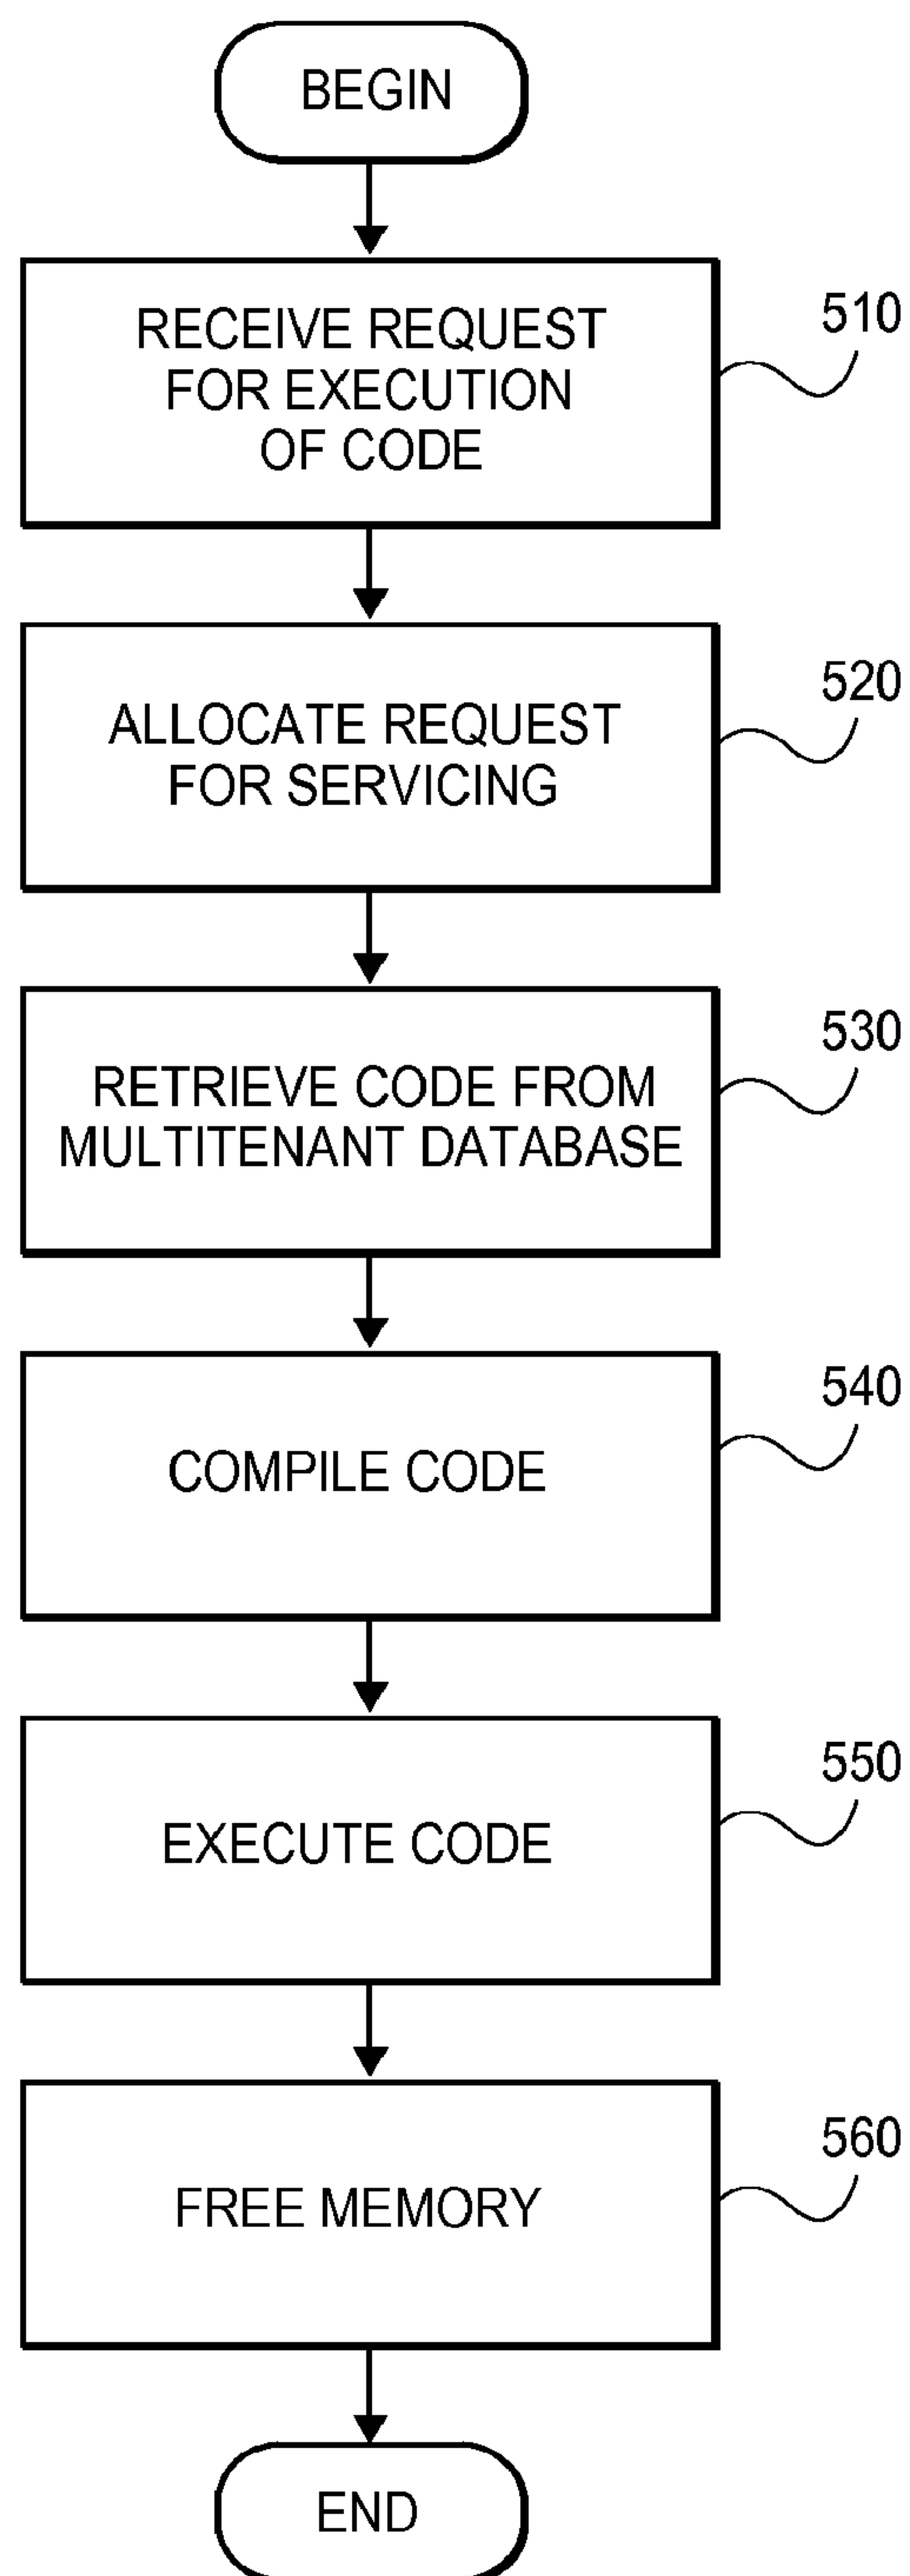 BEGIN
RECEIVE REQUEST
FOR EXECUTION
OF CODE
510
ALLOCATE REQUEST
FOR SERVICING
520
RETRIEVE CODE FROM
MULTITENANT DATABASE
530
COMPILE CODE
540
EXECUTE CODE
550
FREE MEMORY
560
END